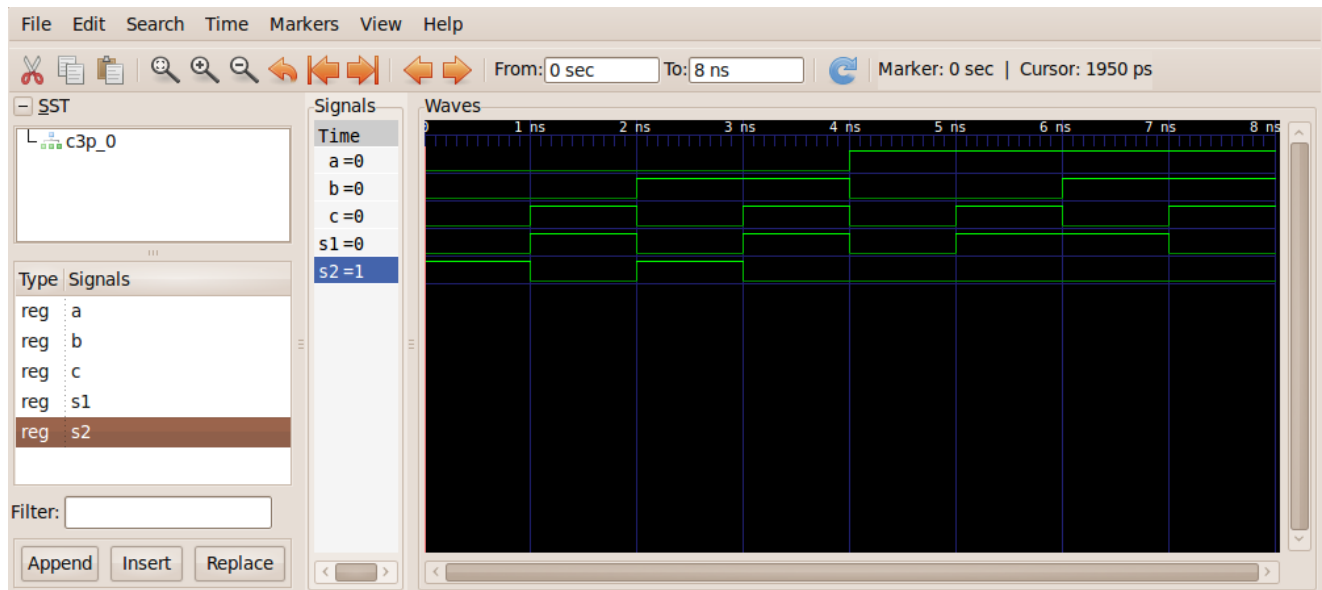 File Edit Search Time Markers View Help
From: 0 sec To: 8 ns Marker: 0 sec | Cursor: 1950 ps
SST
c3p_0
Type Signals
reg a
reg b
reg c
reg s1
reg s2
Filter:
Append Insert Replace
Signals
Time
a =0
b =0
c =0
s1 =0
s2 =1
Waves
0 1 ns 2 ns 3 ns 4 ns 5 ns 6 ns 7 ns 8 ns